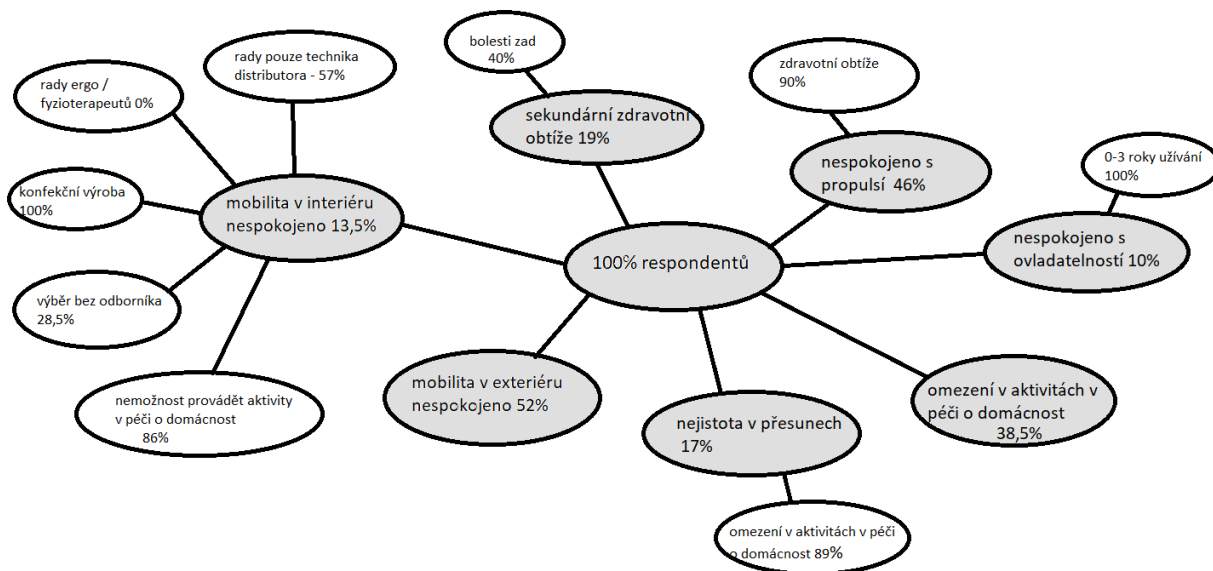 bolesti zad
40%
rady pouze technika
distributora - 57%
zdravotní obtíže
90%
rady ergo /
fyzioterapeutů 0%
sekundární zdravotní
obtíže 19%
0-3 roky užívání
100%
nespokojeno s
propulsí 46%
konfekční výroba
100%
mobilita v interiéru
nespokojeno 13,5%
nespokojeno s
ovladatelností 10%
100% respondentů
výběr bez odborníka
28,5%
mobilita v exteriéru
nespokojeno 52%
omezení v aktivitách v
péči o domácnost
38,5%
nemožnost provádět aktivity
v péči o domácnost
86%
nejistota v přesunech
17%
omezení v aktivitách v péči
o domácnost 89%